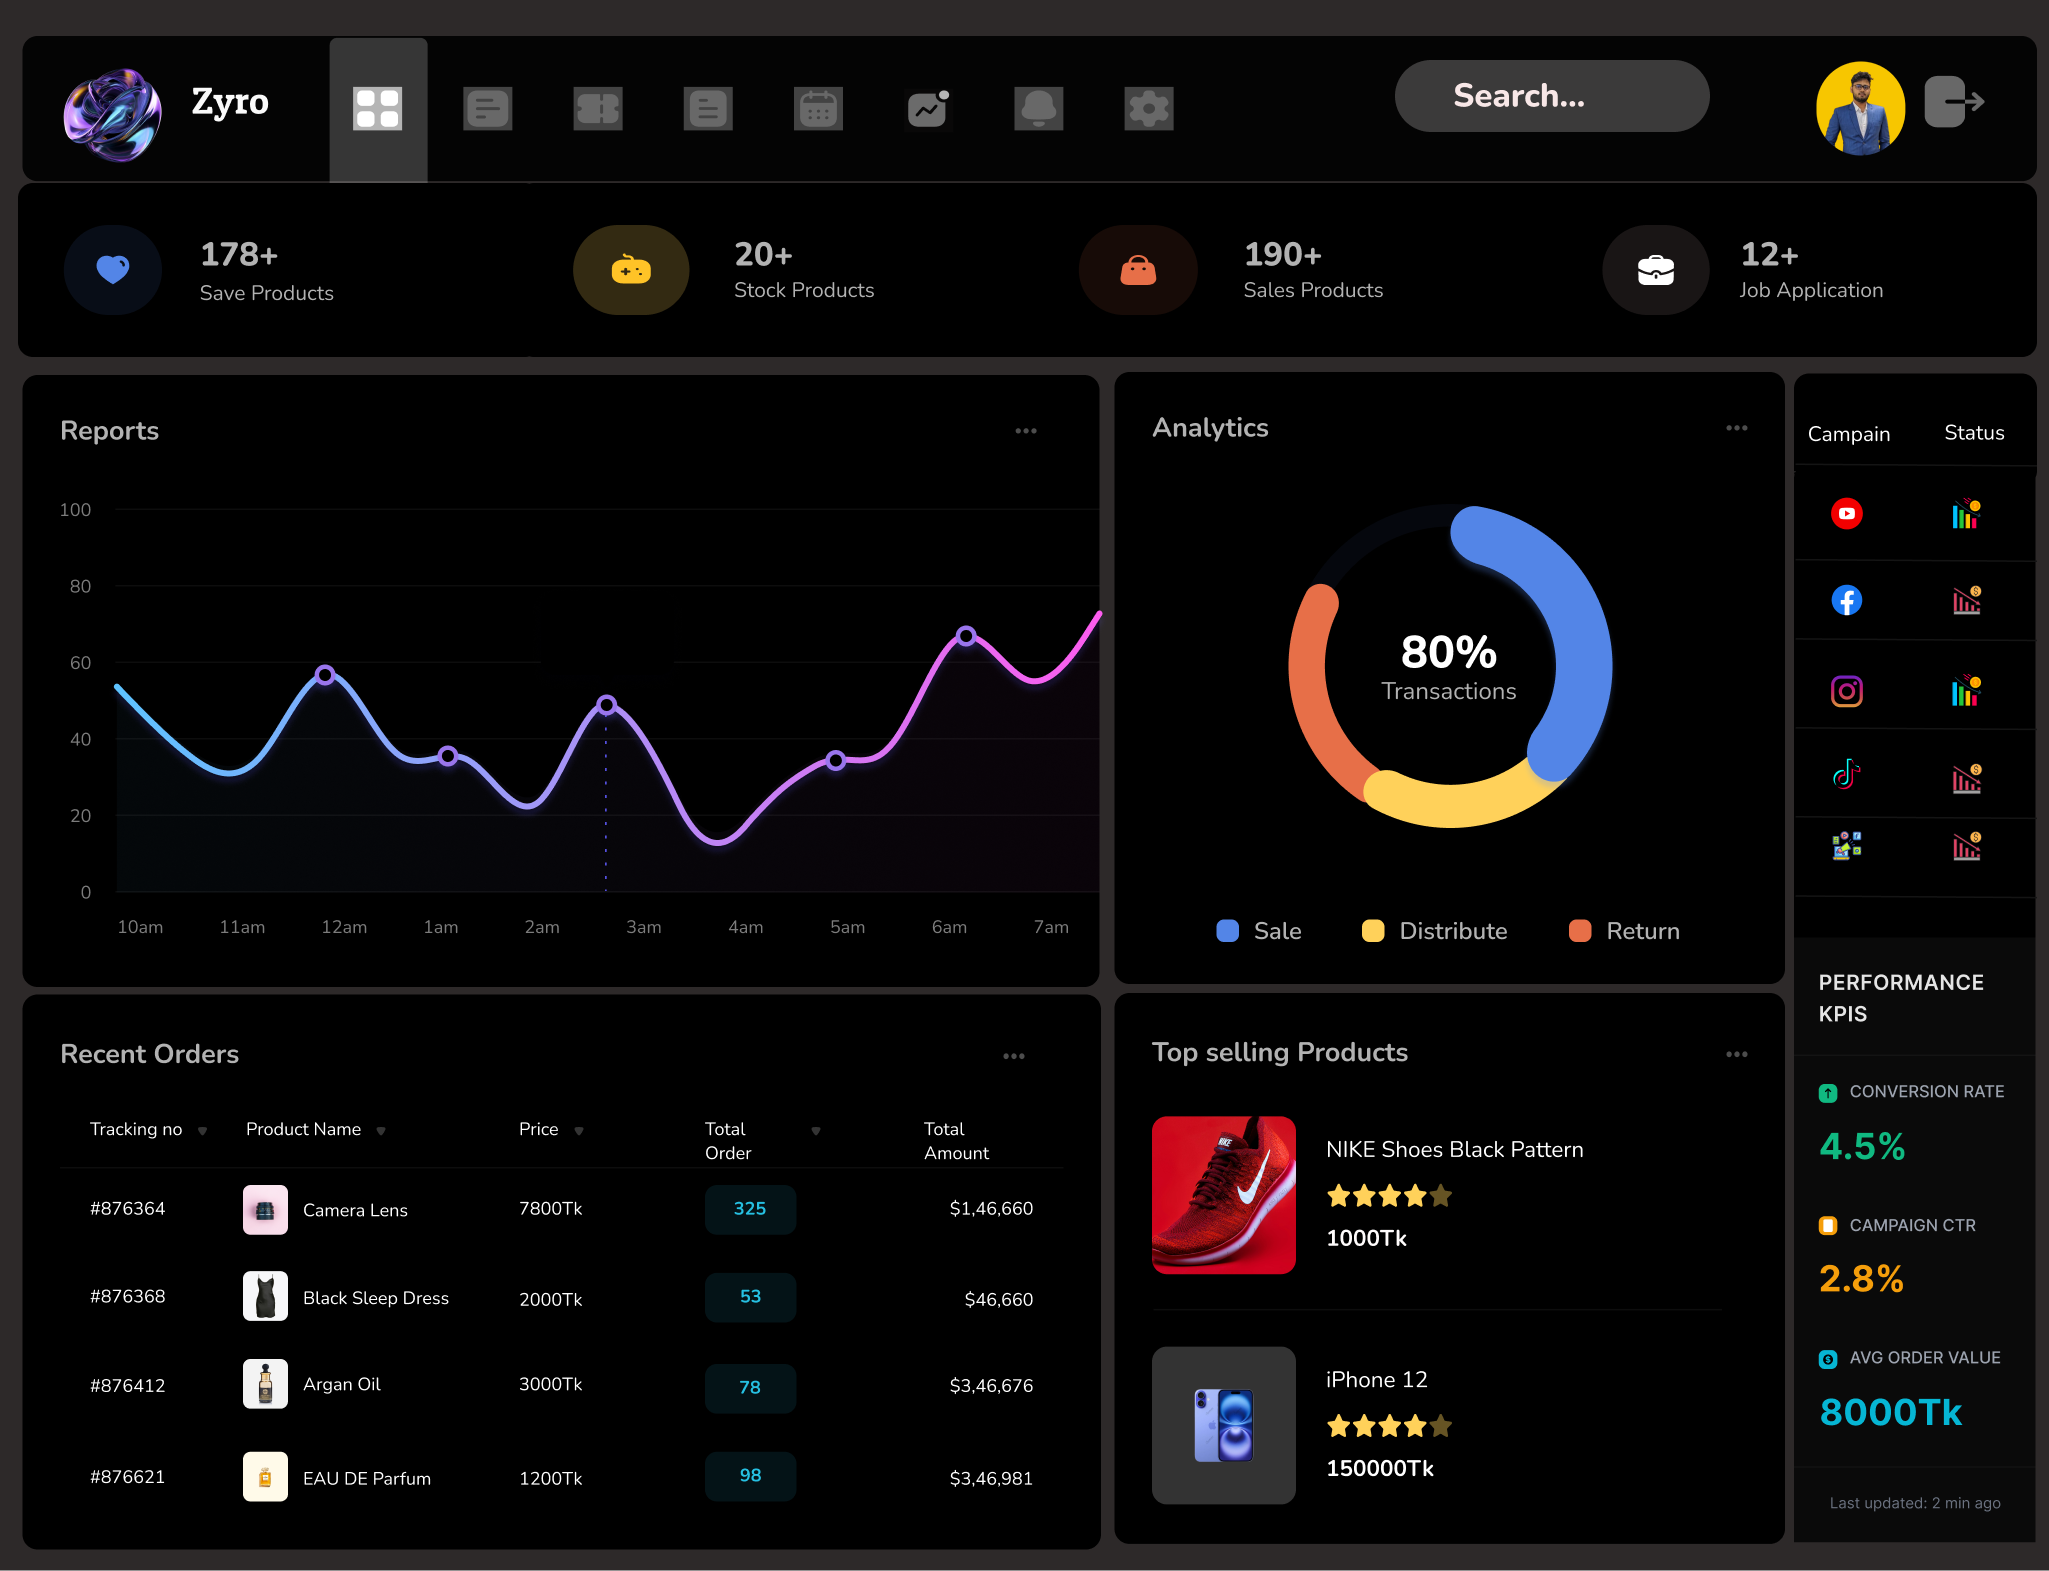 Zyro
Search...
178+
Save Products
20+
Stock Products
190+
Sales Products
12+
Job Application
Reports
100
80
60
40
20
0
10am 11am 12am 1am 2am 3am 4am 5am 6am 7am
Analytics
80%
Transactions
Sale Distribute Return
Campain Status
Recent Orders
Tracking no Product Name Price Total Order Total Amount
#876364 Camera Lens 7800Tk 325 $1,46,660
#876368 Black Sleep Dress 2000Tk 53 $46,660
#876412 Argan Oil 3000Tk 78 $3,46,676
#876621 EAU DE Parfum 1200Tk 98 $3,46,981
Top selling Products
NIKE
NIKE Shoes Black Pattern
1000Tk
iPhone 12
150000Tk
PERFORMANCE
KPIS
CONVERSION RATE
4.5%
CAMPAIGN CTR
2.8%
AVG ORDER VALUE
8000Tk
Last updated: 2 min ago